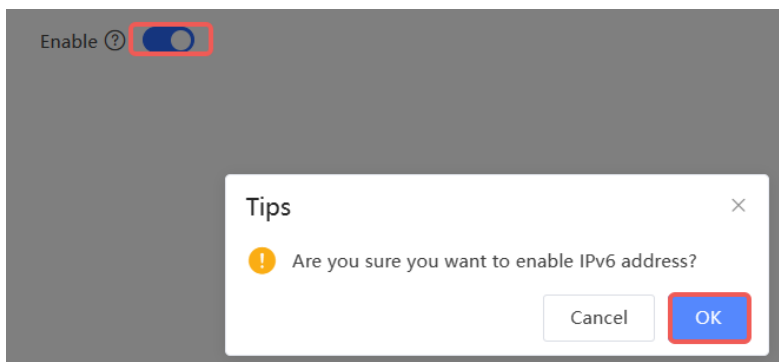 Enable ?
Tips
! Are you sure you want to enable IPv6 address?
Cancel OK